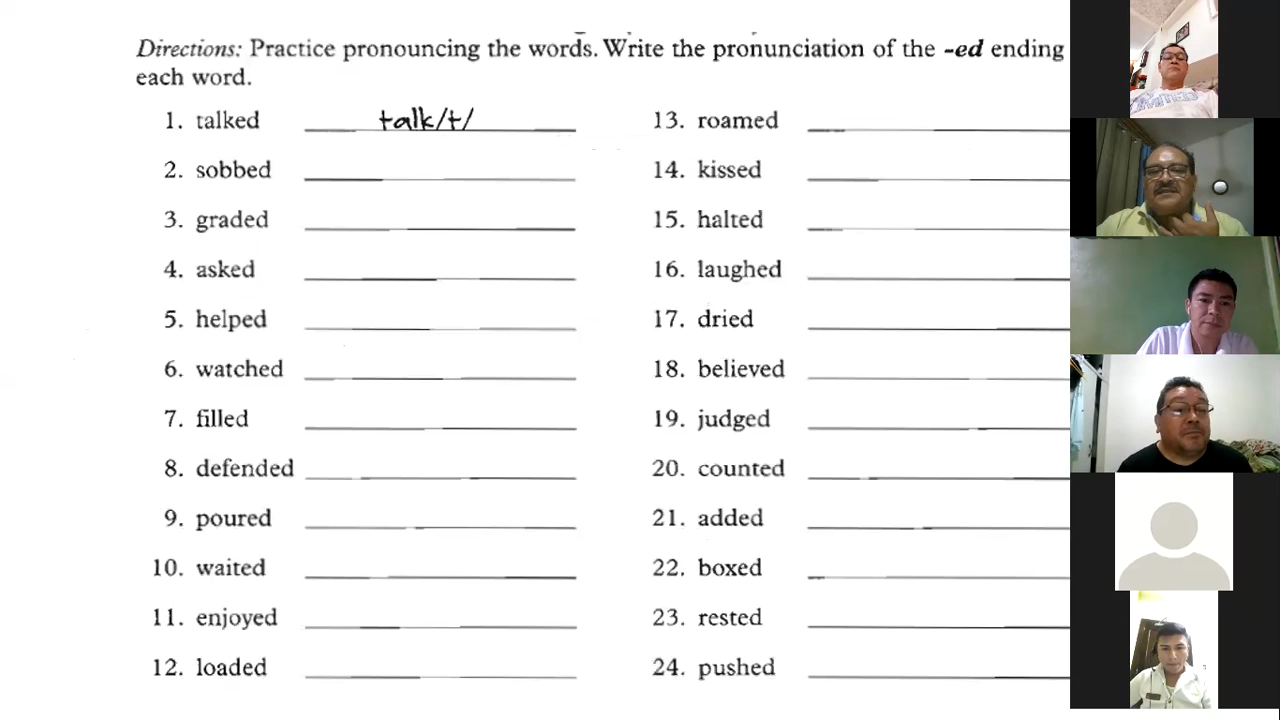 Directions: Practice pronouncing the words. Write the pronunciation of the -ed ending
each word.
1. talked talk/t/
2. sobbed
3. graded
4. asked
5. helped
6. watched
7. filled
8. defended
9. poured
10. waited
11. enjoyed
12. loaded
13. roamed
14. kissed
15. halted
16. laughed
17. dried
18. believed
19. judged
20. counted
21. added
22. boxed
23. rested
24. pushed